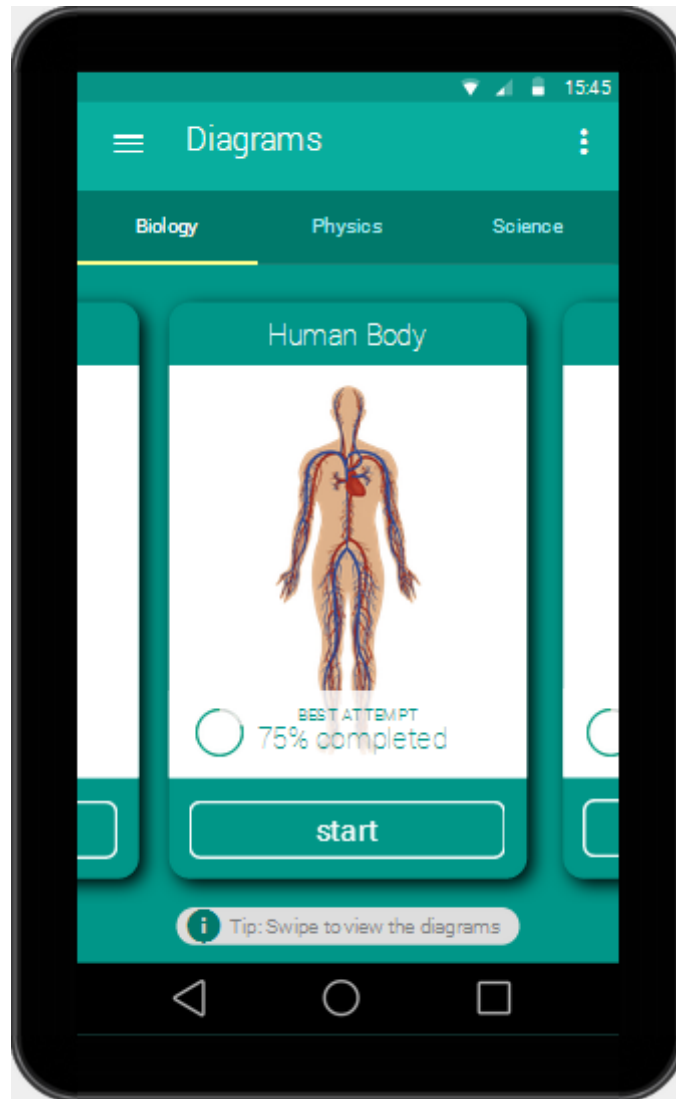 15:45
Diagrams
Biology Physics Science
Human Body
BEST ATTEMPT
75% completed
start
Tip: Swipe to view the diagrams